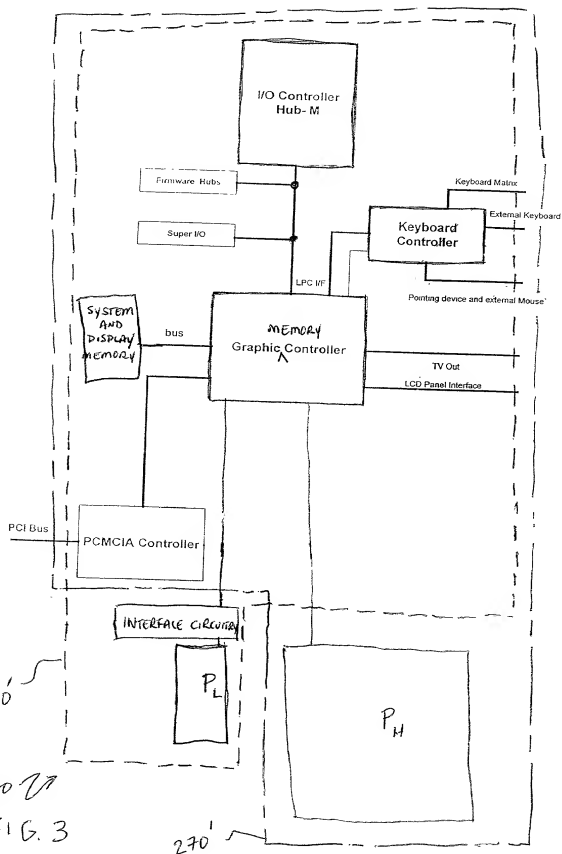 I/O Controller
Hub- M
Firmware Hubs
Super I/O
Keyboard Matrix
External Keyboard
Keyboard
Controller
LPC I/F
Pointing device and external Mouse
SYSTEM
AND
DISPLAY
MEMORY
bus
MEMORY
Graphic Controller
TV Out
LCD Panel Interface
PCI Bus
PCMCIA Controller
INTERFACE CIRCUITRY
PL
PH
0'
0
FIG. 3
270'